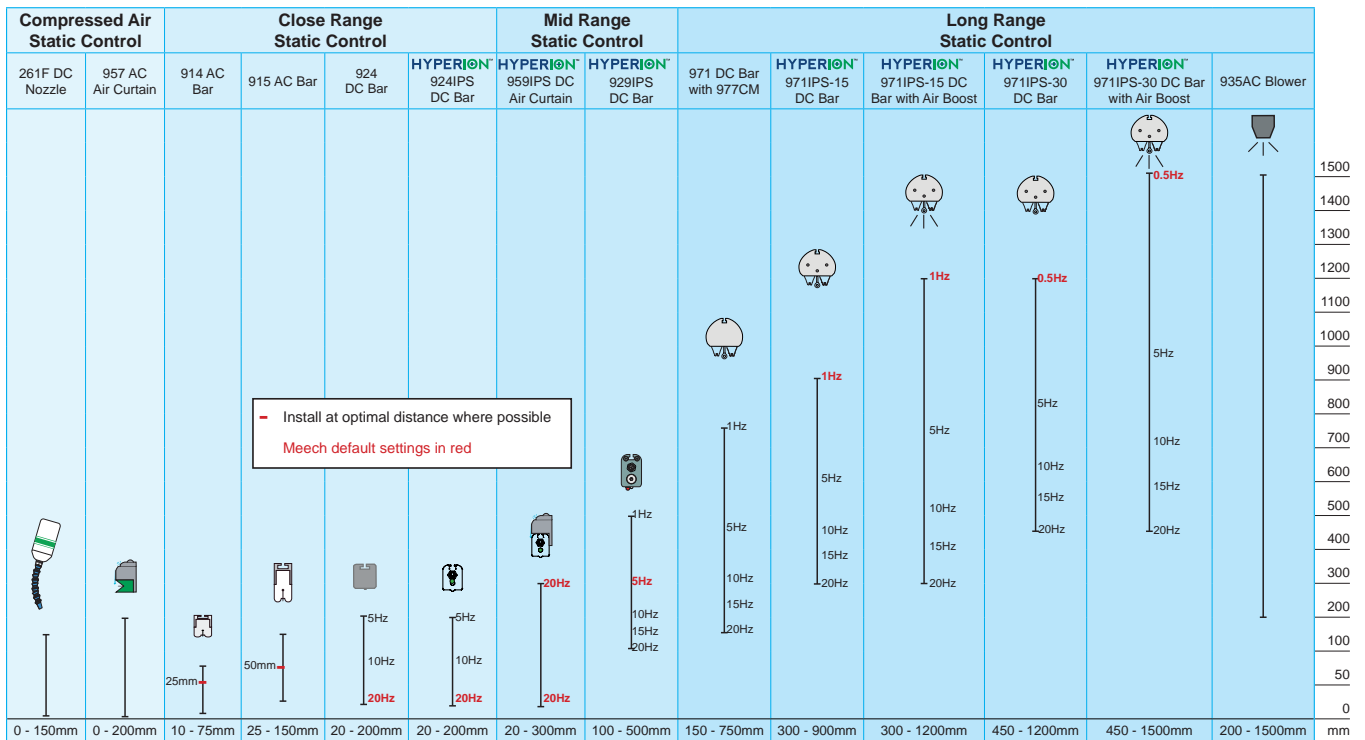 Compressed Air
Static Control
Close Range
Static Control
Mid Range
Static Control
Long Range
Static Control
261F DC
Nozzle
957 AC
Air Curtain
914 AC
Bar
915 AC Bar
924
DC Bar
HYPERION™
924IPS
DC Bar
HYPERION™
959IPS DC
Air Curtain
HYPERION™
929IPS
DC Bar
971 DC Bar
with 977CM
HYPERION™
971IPS-15
DC Bar
HYPERION™
971IPS-15 DC
Bar with Air Boost
HYPERION™
971IPS-30
DC Bar
HYPERION™
971IPS-30 DC Bar
with Air Boost
935AC Blower
- Install at optimal distance where possible
Meech default settings in red
25mm
50mm
5Hz
10Hz
20Hz
5Hz
10Hz
20Hz
20Hz
20Hz
1Hz
5Hz
10Hz
15Hz
20Hz
1Hz
5Hz
10Hz
15Hz
20Hz
1Hz
5Hz
10Hz
15Hz
20Hz
1Hz
5Hz
10Hz
15Hz
20Hz
0.5Hz
5Hz
10Hz
15Hz
20Hz
0.5Hz
5Hz
10Hz
15Hz
20Hz
1500
1400
1300
1200
1100
1000
900
800
700
600
500
400
300
200
100
50
0
0 - 150mm
0 - 200mm
10 - 75mm
25 - 150mm
20 - 200mm
20 - 200mm
20 - 300mm
100 - 500mm
150 - 750mm
300 - 900mm
300 - 1200mm
450 - 1200mm
450 - 1500mm
200 - 1500mm
mm